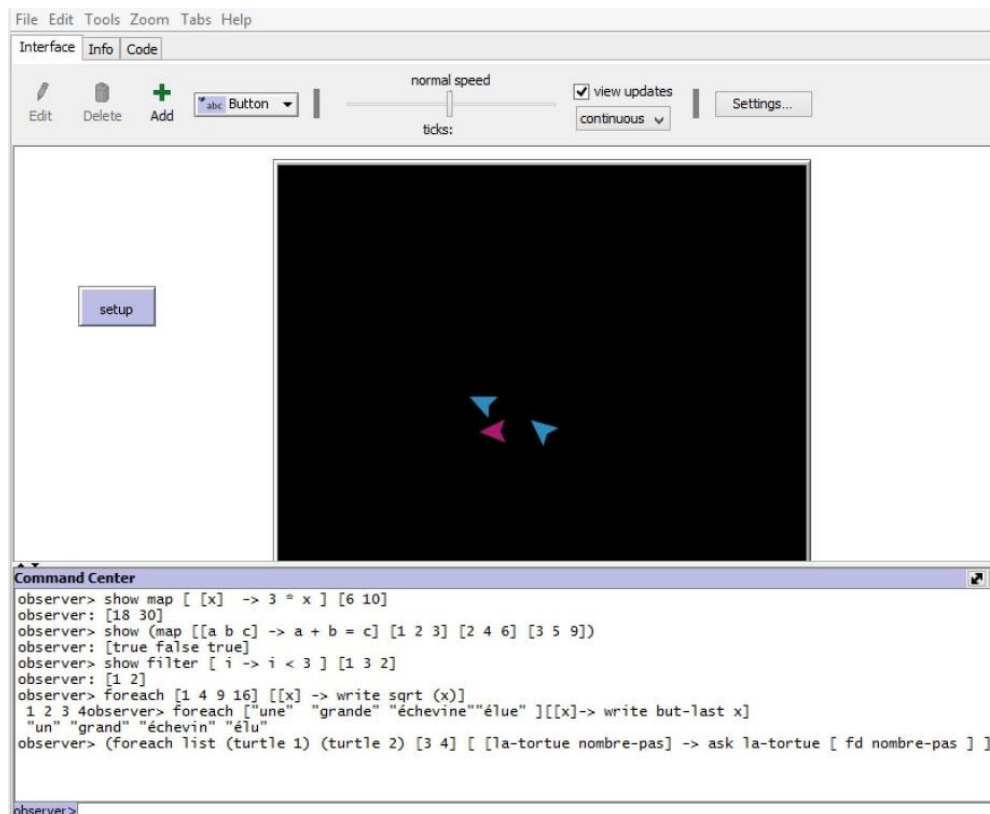 File Edit Tools Zoom Tabs Help
Interface Info Code
normal speed
view updates
abc Button
Settings...
Edit Delete Add
continuous
ticks:
setup
Command Center
observer> show map [ [x]  -> 3 * x ] [6 10]
observer: [18 30]
observer> show (map [[a b c] -> a + b = c] [1 2 3] [2 4 6] [3 5 9])
observer: [true false true]
observer> show filter [ i -> i < 3 ] [1 3 2]
observer: [1 2]
observer> foreach [1 4 9 16] [[x] -> write sqrt (x)]
 1 2 3 4observer> foreach ["une"  "grande" "échevine""élue" ][[x]-> write but-last x]
 "un" "grand" "échevin" "élu"
observer> (foreach list (turtle 1) (turtle 2) [3 4] [ [la-tortue nombre-pas] -> ask la-tortue [ fd nombre-pas ] ]
observer>